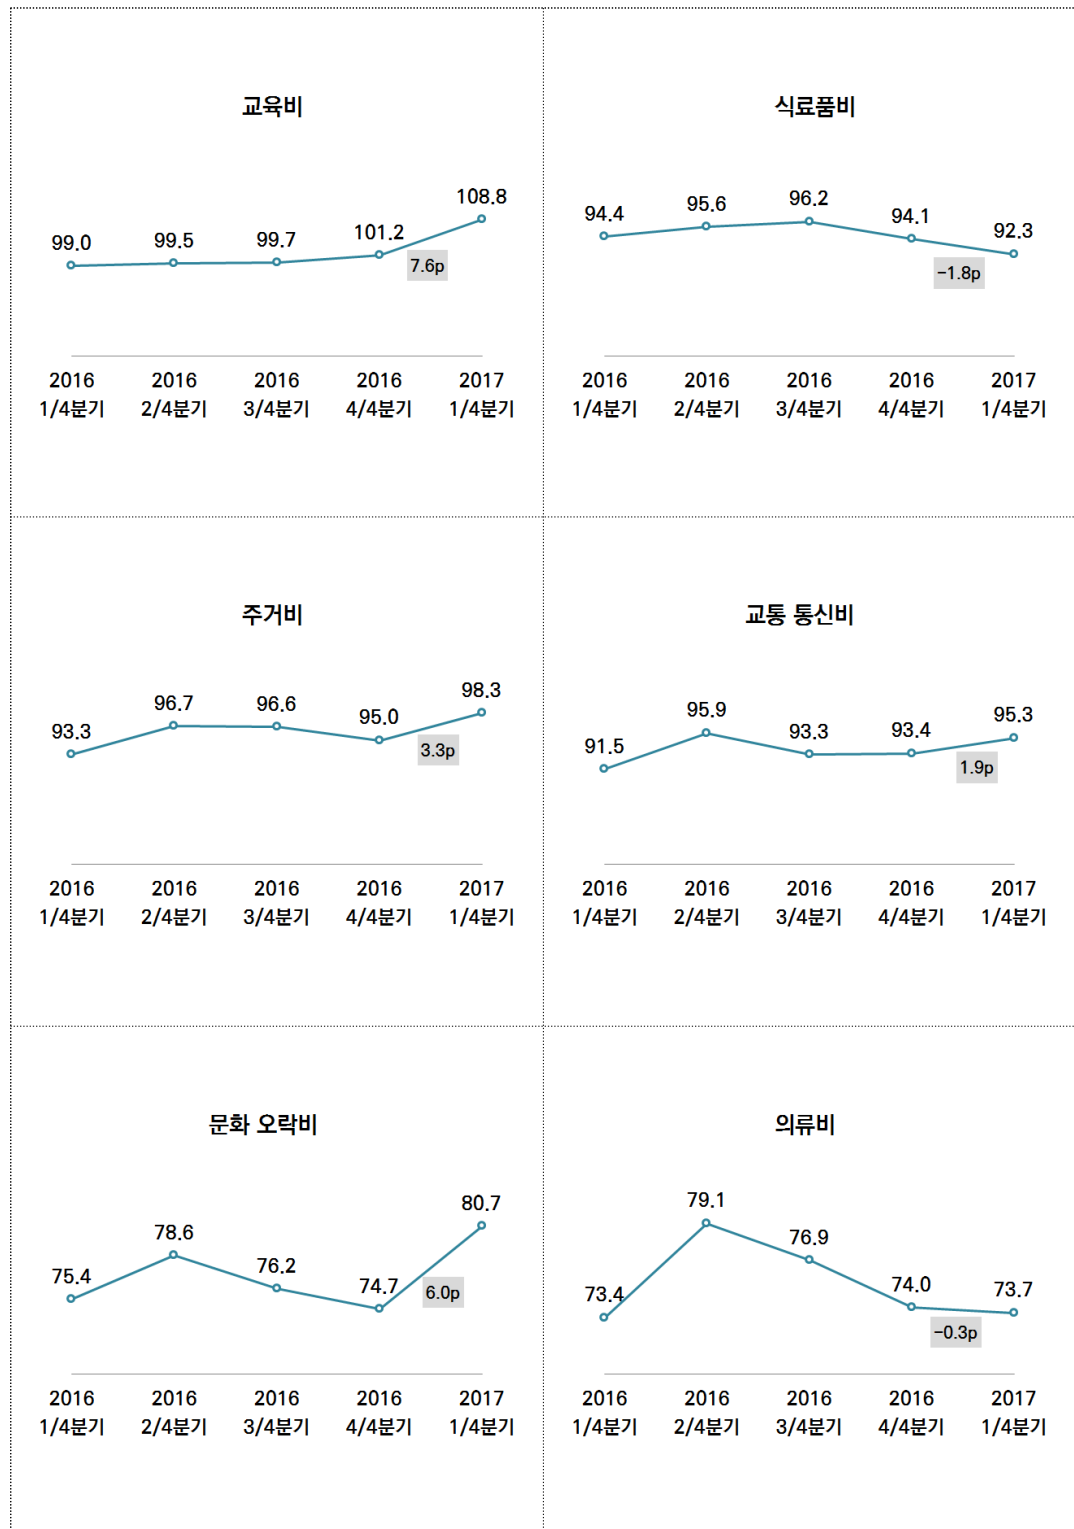 교육비
108.8
101.2
99.7
99.5
99.0
7.6p
2016 2016 2016 2016 2017
1/4분기 2/4분기 3/4분기 4/4분기 1/4분기
식료품비
96.2
95.6
94.4
94.1
92.3
-1.8p
2016 2016 2016 2016 2017
1/4분기 2/4분기 3/4분기 4/4분기 1/4분기
주거비
98.3
96.7
96.6
95.0
93.3
3.3p
2016 2016 2016 2016 2017
1/4분기 2/4분기 3/4분기 4/4분기 1/4분기
교통 통신비
95.9
95.3
93.4
93.3
91.5
1.9p
2016 2016 2016 2016 2017
1/4분기 2/4분기 3/4분기 4/4분기 1/4분기
문화 오락비
80.7
78.6
76.2
75.4
74.7
6.0p
2016 2016 2016 2016 2017
1/4분기 2/4분기 3/4분기 4/4분기 1/4분기
의류비
79.1
76.9
74.0
73.7
73.4
-0.3p
2016 2016 2016 2016 2017
1/4분기 2/4분기 3/4분기 4/4분기 1/4분기